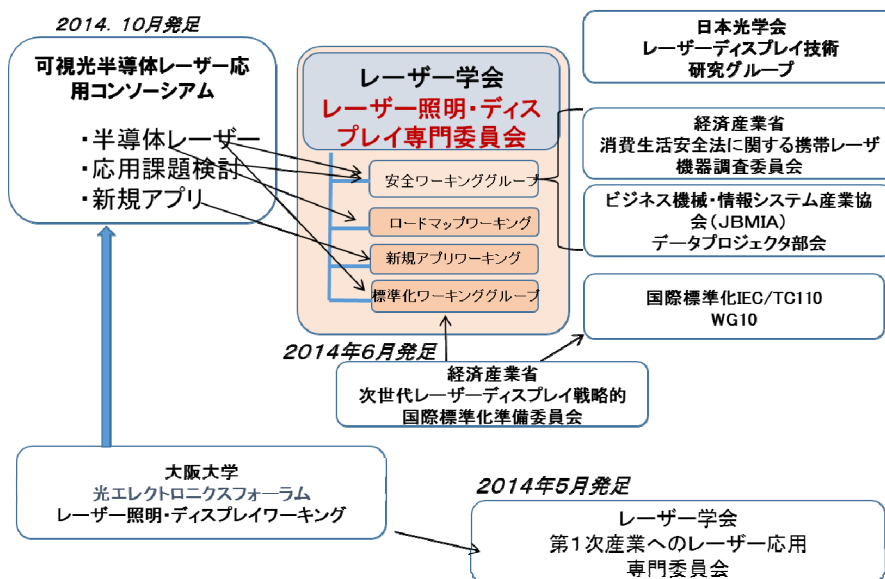 2014. 10月発足
可視光半導体レーザー応
用コンソーシアム
・半導体レーザー
・応用課題検討
・新規アプリ
レーザー学会
レーザー照明・ディス
プレイ専門委員会
安全ワーキンググループ
ロードマップワーキング
新規アプリワーキング
標準化ワーキンググループ
2014年6月発足
日本光学会
レーザーディスプレイ技術
研究グループ
経済産業省
消費生活安全法に関する携帯レーザ
機器調査委員会
ビジネス機械・情報システム産業協
会(JBMIA)
データプロジェクタ部会
国際標準化IEC/TC110
WG10
経済産業省
次世代レーザーディスプレイ戦略的
国際標準化準備委員会
大阪大学
光エレクトロニクスフォーラム
レーザー照明・ディスプレイワーキング
2014年5月発足
レーザー学会
第1次産業へのレーザー応用
専門委員会